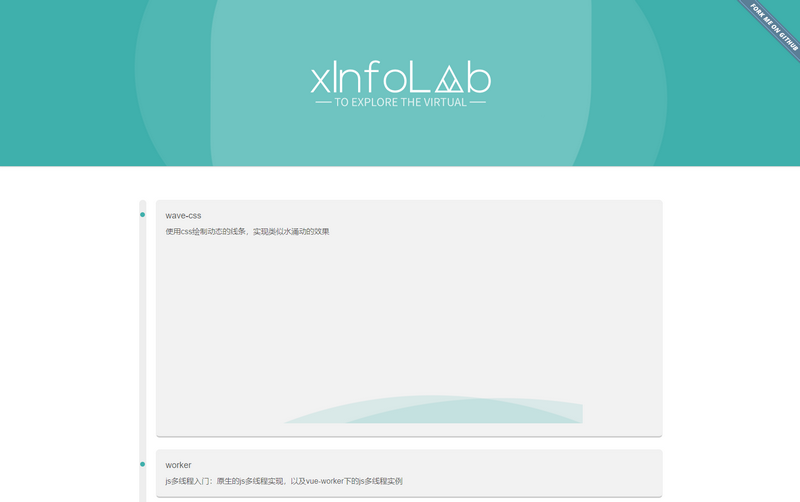 FORK ME ON GITHUB
xInfoLab
TO EXPLORE THE VIRTUAL
wave-css
使用css绘制动态的线条，实现类似水涌动的效果
worker
js多线程入门：原生的js多线程实现，以及vue-worker下的js多线程实例